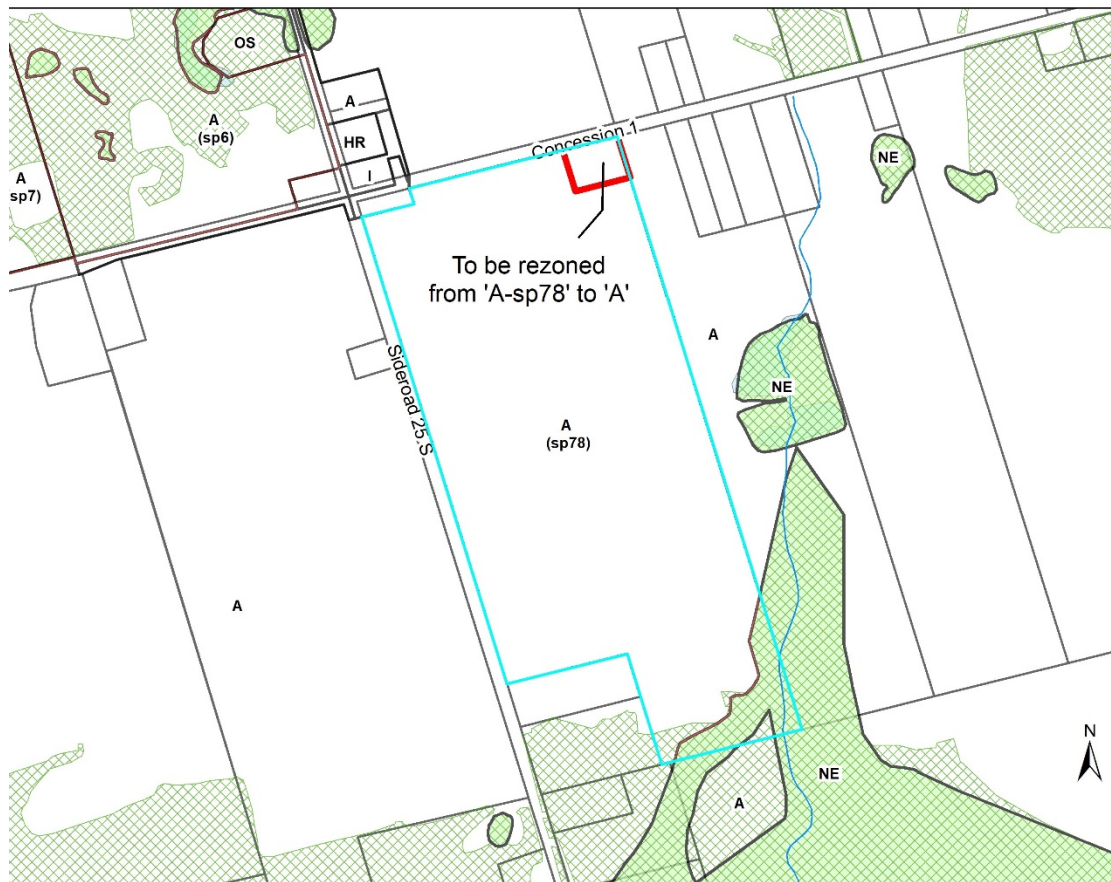 OS
A
A
(sp6)
HR
Concession 1
NE
I
A
(sp7)
To be rezoned
from 'A-sp78' to 'A'
A
Sideroad 25 S
NE
A
(sp78)
A
N
NE
A